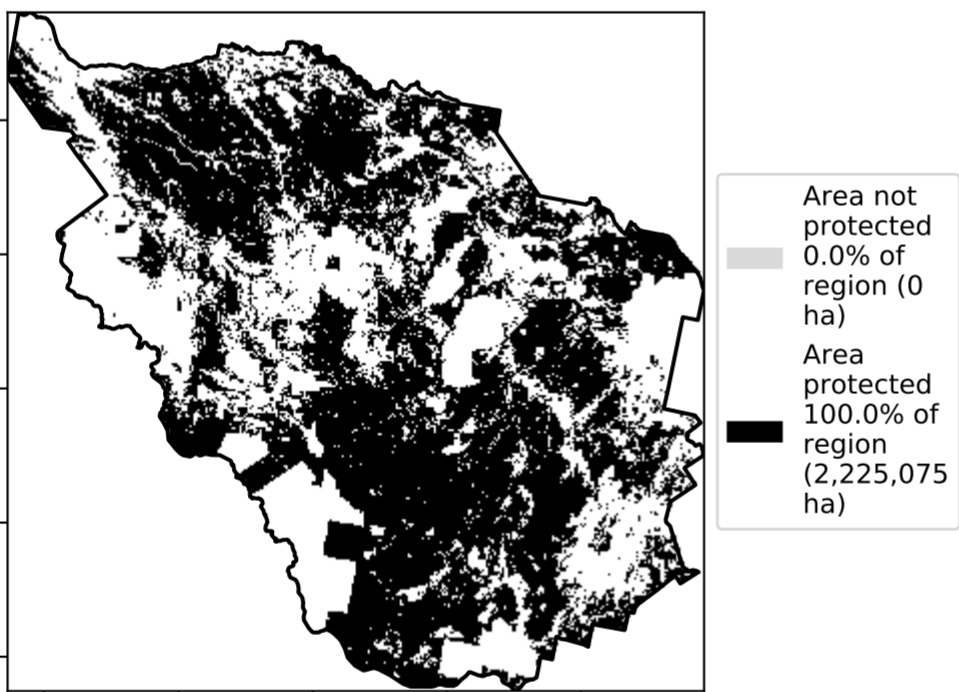 Area not
protected
0.0% of
region (0
ha)
Area
protected
100.0% of
region
(2,225,075
ha)